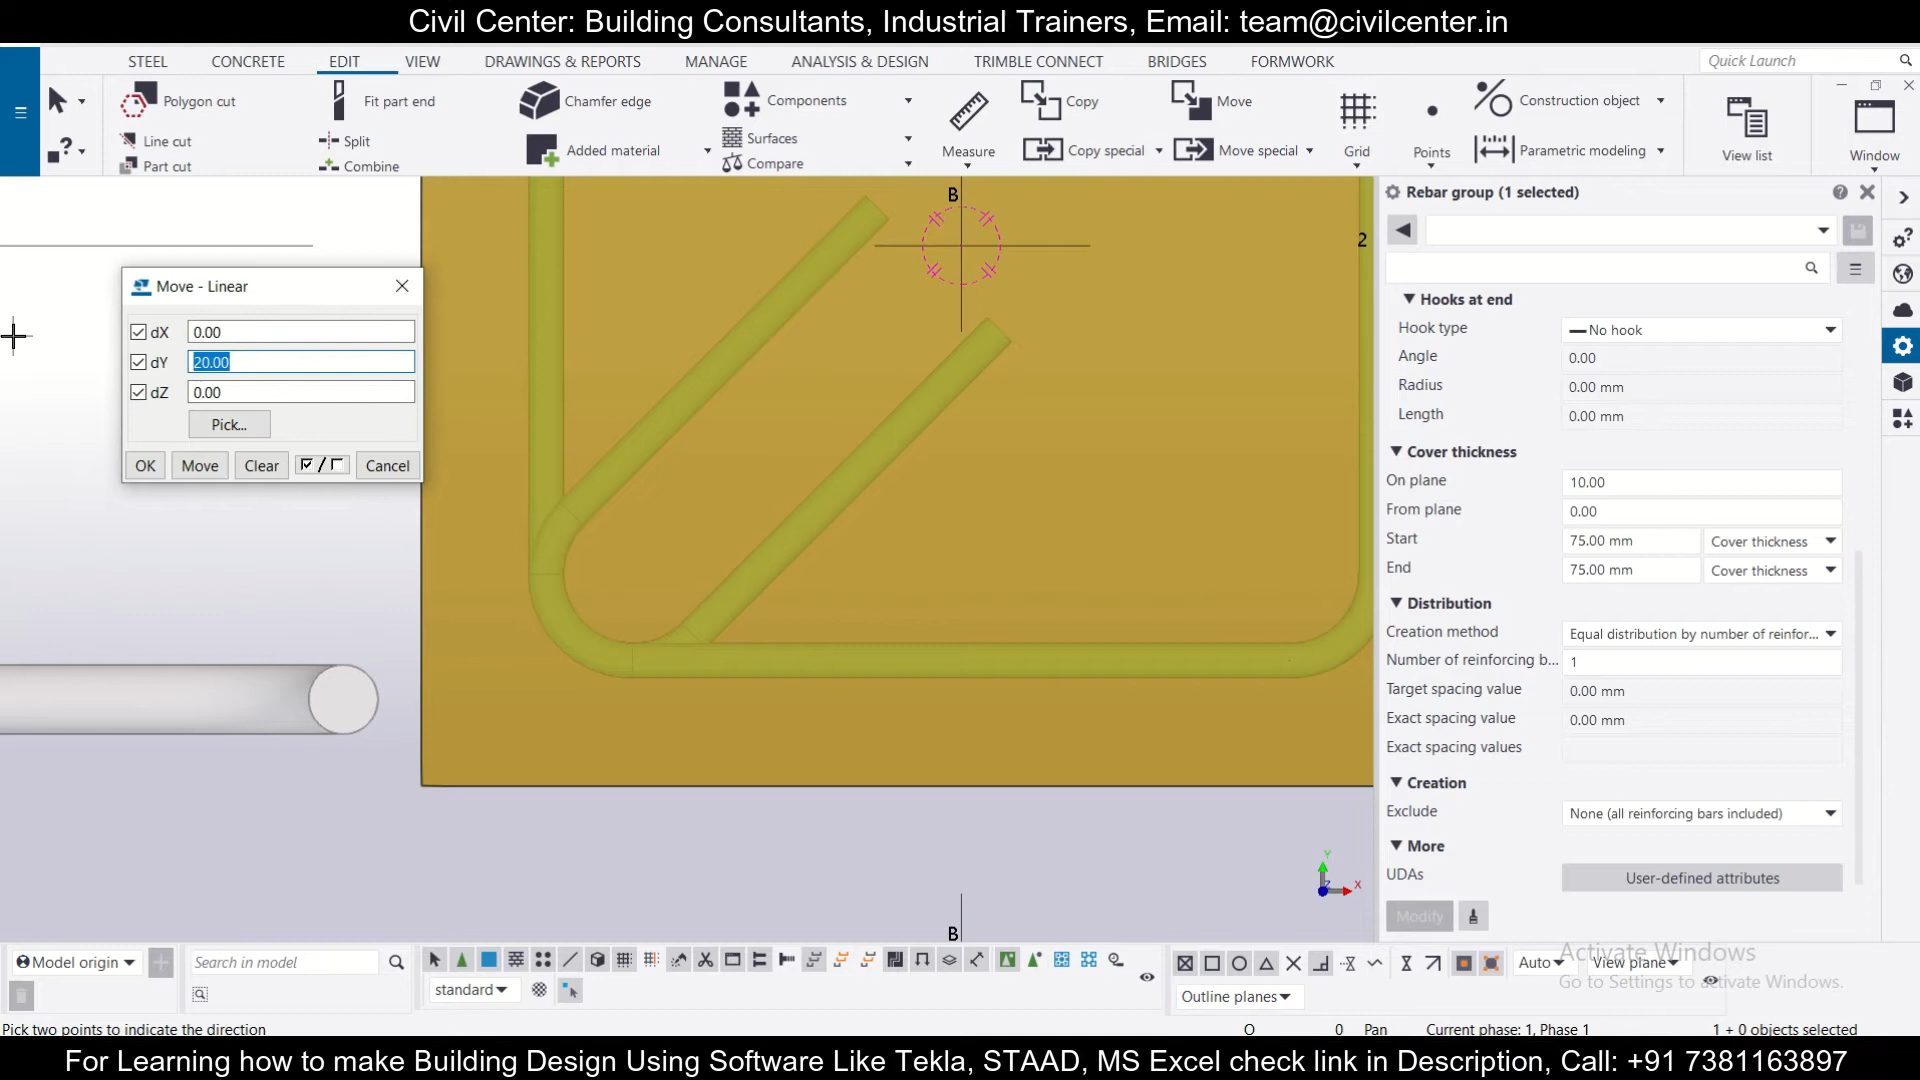 Civil Center: Building Consultants, Industrial Trainers, Email: team@civilcenter.in
STEEL CONCRETE EDIT VIEW DRAWINGS & REPORTS MANAGE ANALYSIS & DESIGN TRIMBLE CONNECT BRIDGES FORMWORK Quick Launch
Polygon cut Fit part end Chamfer edge Components Copy Move Construction object
Line cut Split Added material Surfaces Measure Copy special Move special Grid Points Parametric modeling View list Window
Part cut Combine Compare
B
2
Move - Linear
dX 0.00
dY 20.00
dZ 0.00
Pick...
OK Move Clear / Cancel
Rebar group (1 selected)
Hooks at end
Hook type No hook
Angle 0.00
Radius 0.00 mm
Length 0.00 mm
Cover thickness
On plane 10.00
From plane 0.00
Start 75.00 mm Cover thickness
End 75.00 mm Cover thickness
Distribution
Creation method Equal distribution by number of reinfor...
Number of reinforcing b... 1
Target spacing value 0.00 mm
Exact spacing value 0.00 mm
Exact spacing values
Creation
Exclude None (all reinforcing bars included)
More
UDAs User-defined attributes
Modify
Y
X
Z
B
Model origin Search in model
standard
Auto View plane
Outline planes
Activate Windows
Go to Settings to activate Windows.
Pick two points to indicate the direction O 0 Pan Current phase: 1, Phase 1 1 + 0 objects selected
For Learning how to make Building Design Using Software Like Tekla, STAAD, MS Excel check link in Description, Call: +91 7381163897